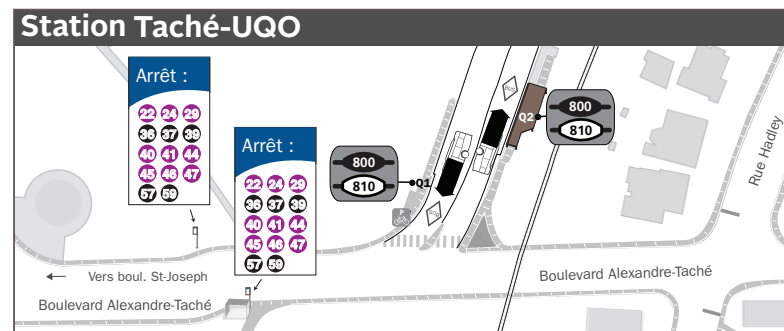 Station Taché-UQO
Arrêt :
22 24 29
36 37 39
40 41 44
45 46 47
57 59
Arrêt :
22 24 29
36 37 39
40 41 44
45 46 47
57 59
800
810
Q1
P
Q2
800
810
Rue Hadley
Vers boul. St-Joseph
Boulevard Alexandre-Taché
Boulevard Alexandre-Taché